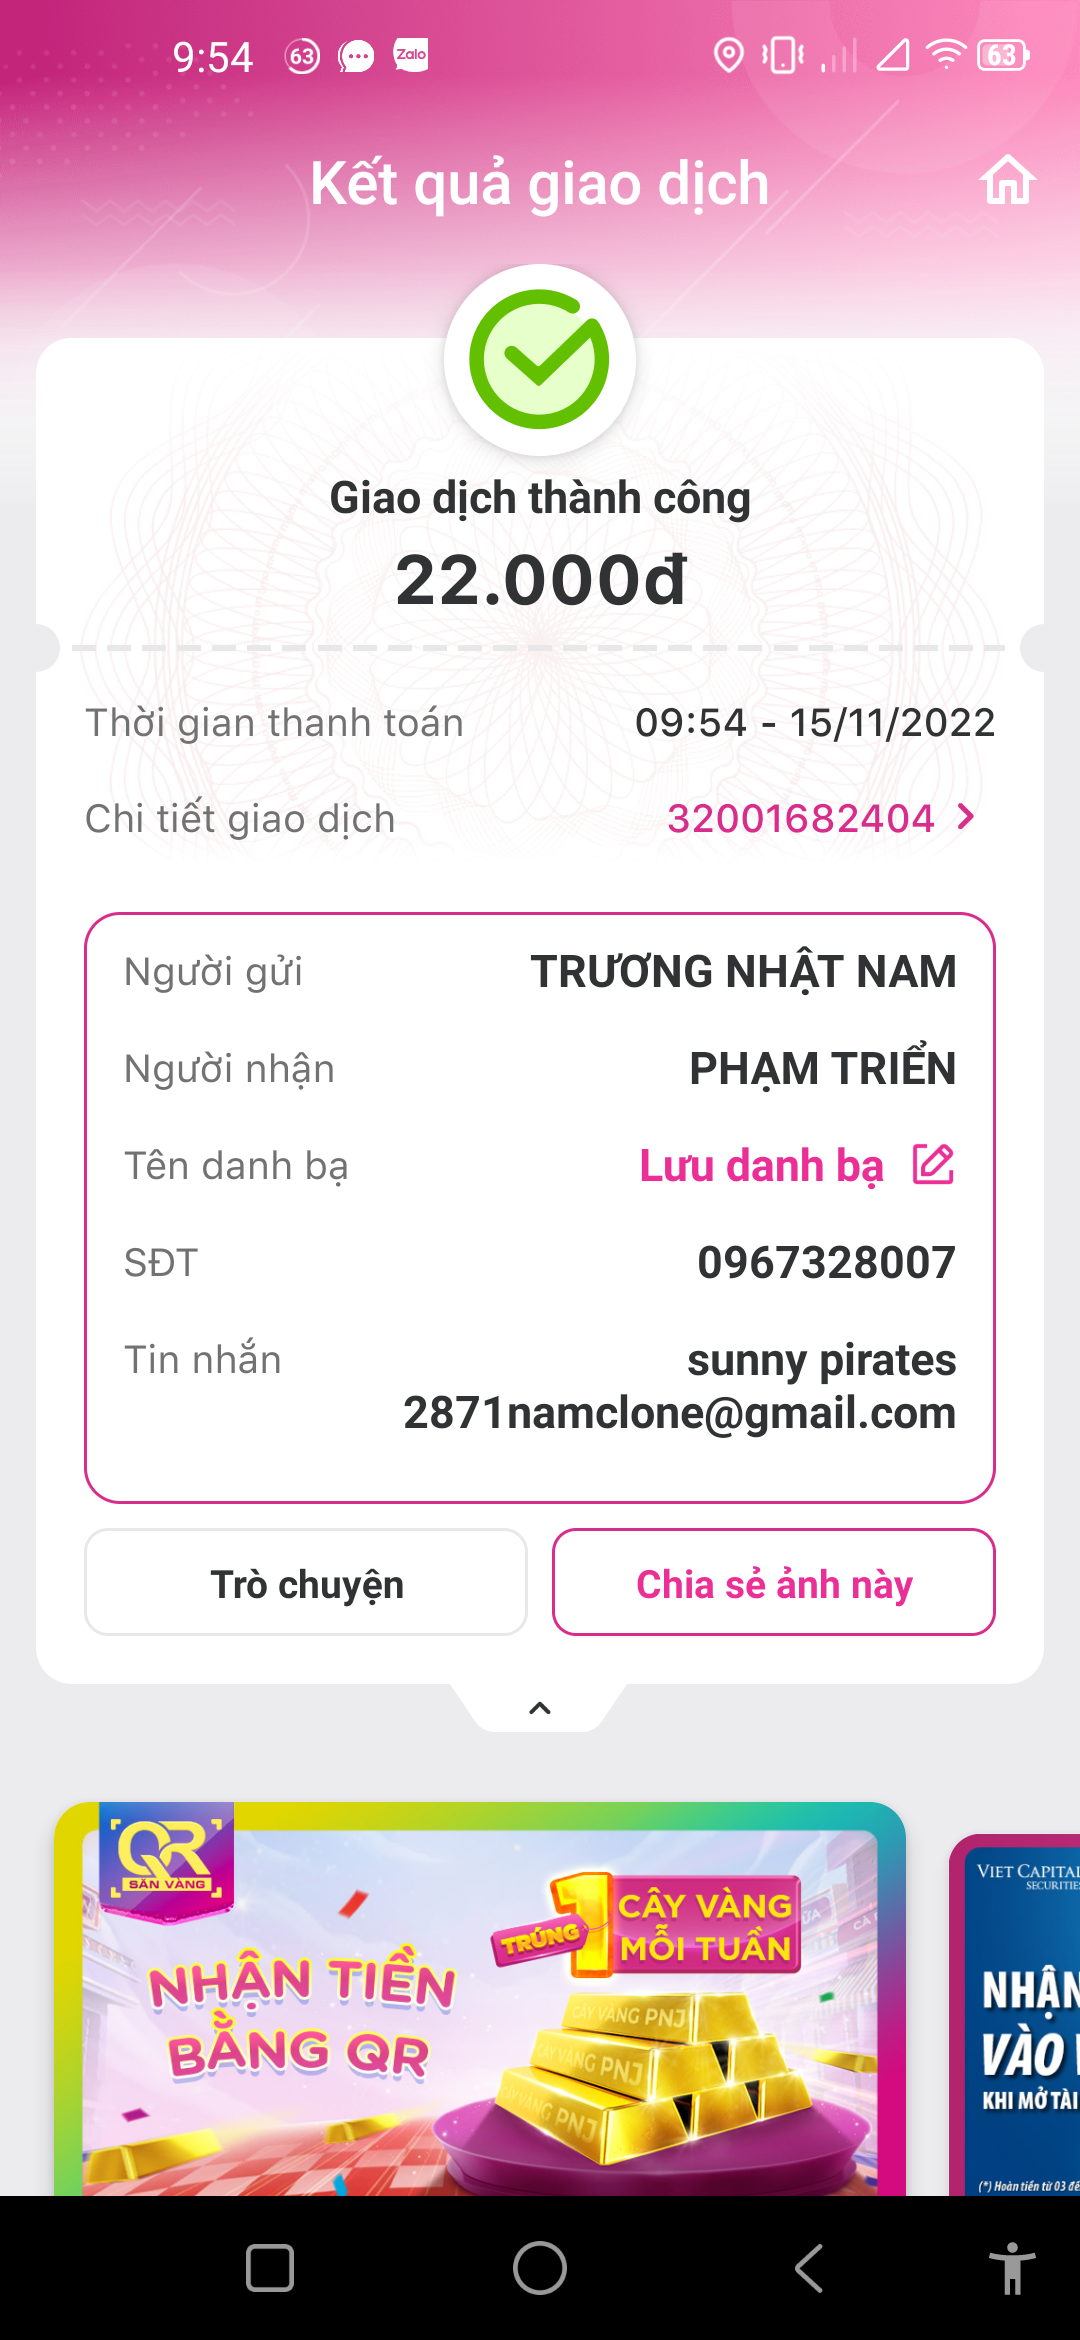 9:54 63 Zalo 63
Kết quả giao dịch
Giao dịch thành công
22.000đ
Thời gian thanh toán 09:54 - 15/11/2022
Chi tiết giao dịch 32001682404
Người gửi TRƯƠNG NHẬT NAM
Người nhận PHẠM TRIỂN
Tên danh bạ Lưu danh bạ
SĐT 0967328007
Tin nhắn sunny pirates
2871namclone@gmail.com
Trò chuyện Chia sẻ ảnh này
QR
SĂN VÀNG
TRÚNG 1 CÂY VÀNG
MỖI TUẦN
NHẬN TIỀN
BẰNG QR
CÂY VÀNG PNJ
CÂY VÀNG PNJ
CÂY VÀNG PNJ
VIET CAPITAL
SECURITIES
NHẬN
VÀO
KHI MỞ TÀI
(*) Hoàn tiền từ 03 đế